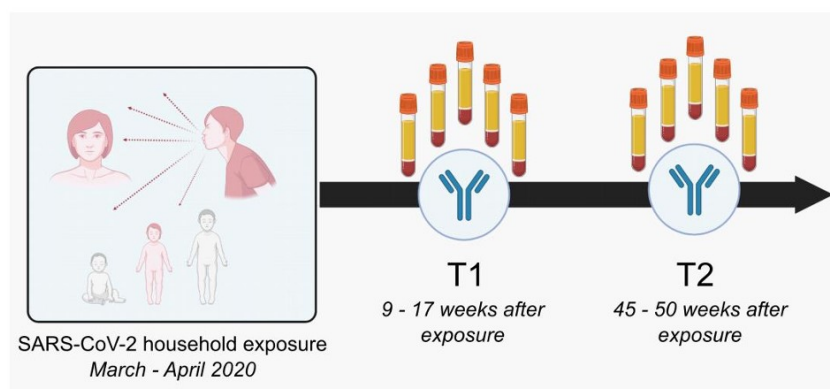 T1
T2
9 - 17 weeks after
exposure
45 - 50 weeks after
exposure
SARS-CoV-2 household exposure
March - April 2020